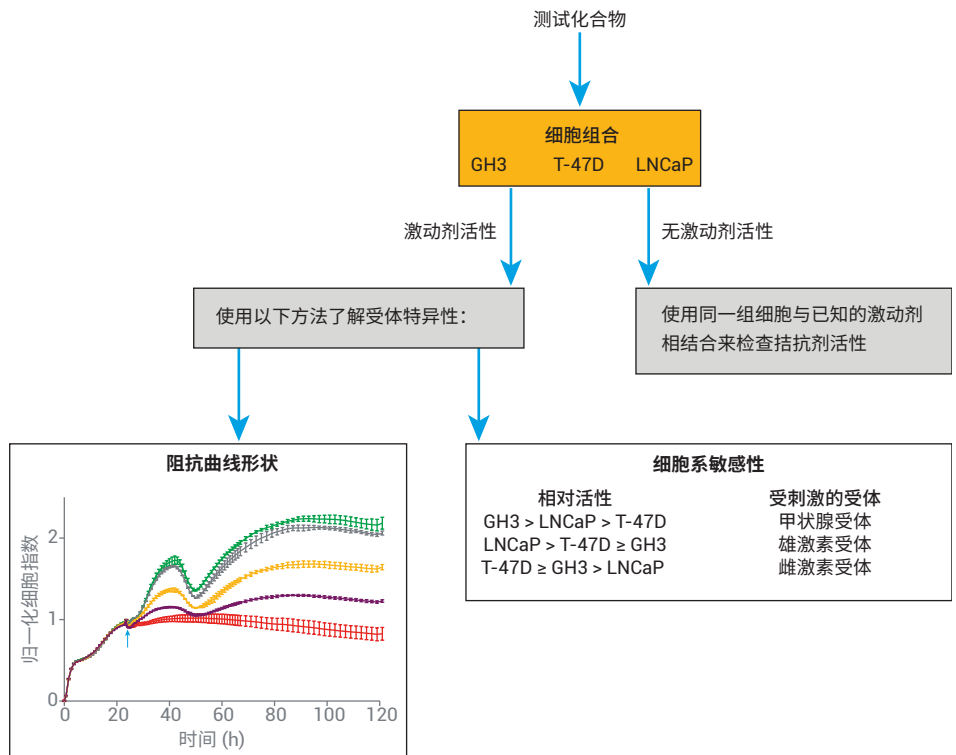 测试化合物
细胞组合
GH3 T-47D LNCaP
激动剂活性
无激动剂活性
使用以下方法了解受体特异性：
使用同一组细胞与已知的激动剂
相结合来检查拮抗剂活性
阻抗曲线形状
归一化细胞指数
2
1
0
0 20 40 60 80 100 120
时间 (h)
细胞系敏感性
相对活性 受刺激的受体
GH3 > LNCaP > T-47D 甲状腺受体
LNCaP > T-47D ≥ GH3 雄激素受体
T-47D ≥ GH3 > LNCaP 雌激素受体